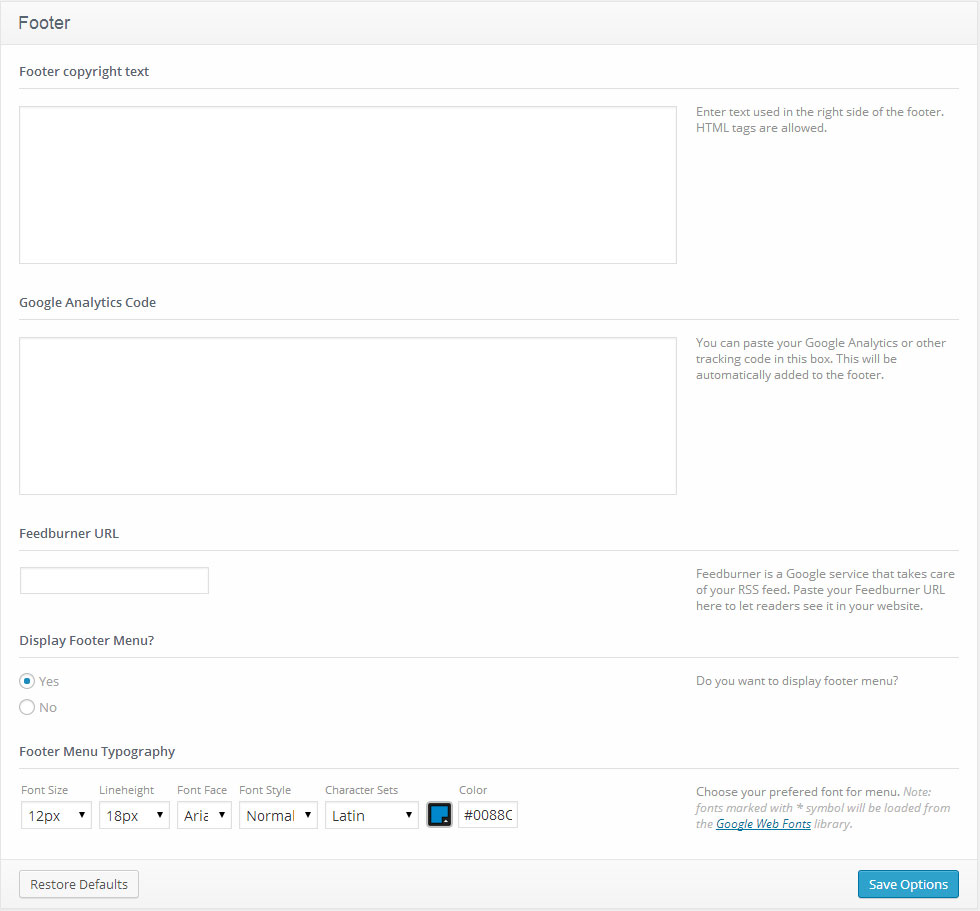 Footer
Footer copyright text
Enter text used in the right side of the footer.
HTML tags are allowed.
Google Analytics Code
You can paste your Google Analytics or other
tracking code in this box. This will be
automatically added to the footer.
Feedburner URL
Feedburner is a Google service that takes care
of your RSS feed. Paste your Feedburner URL
here to let readers see it in your website.
Display Footer Menu?
Yes
Do you want to display footer menu?
No
Footer Menu Typography
Font Size Lineheight Font Face Font Style Character Sets Color
12px 18px Aria Normal Latin #0088C
Choose your prefered font for menu. Note:
fonts marked with * symbol will be loaded from
the Google Web Fonts library.
Restore Defaults Save Options